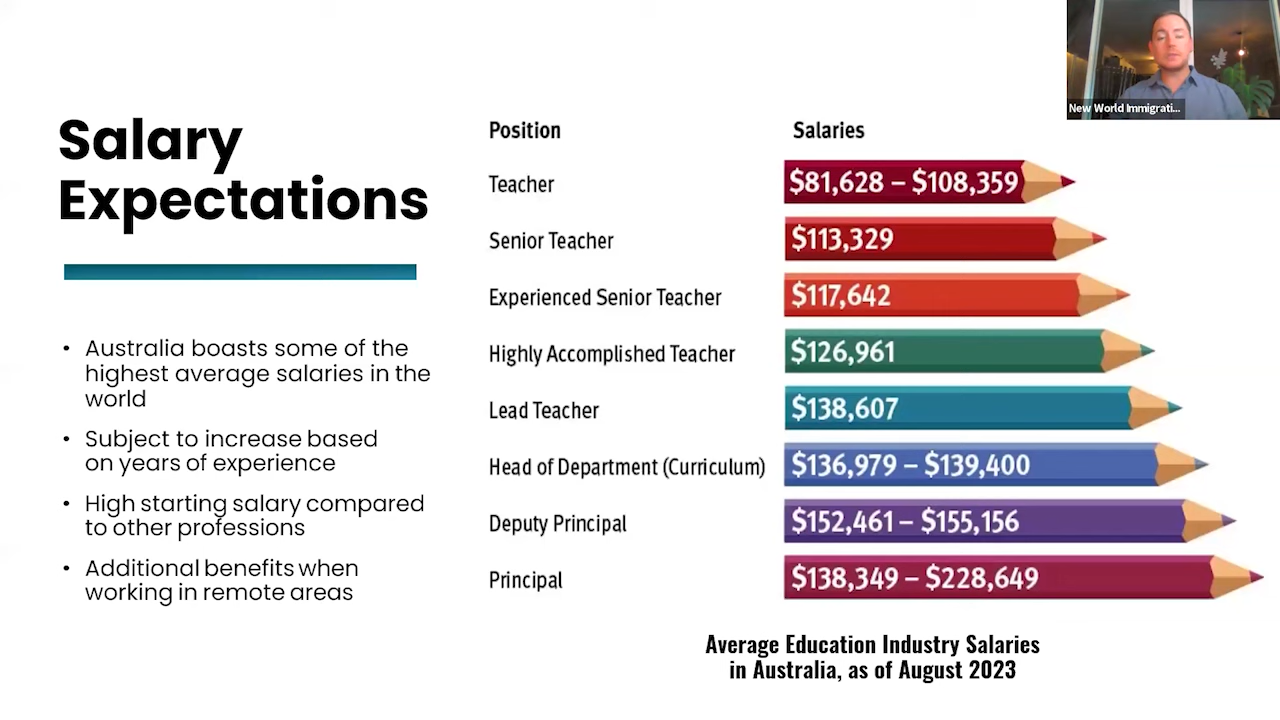 Salary
Expectations
• Australia boasts some of the
highest average salaries in the
world
• Subject to increase based
on years of experience
• High starting salary compared
to other professions
• Additional benefits when
working in remote areas
Position Salaries
Teacher $81,628 – $108,359
Senior Teacher $113,329
Experienced Senior Teacher $117,642
Highly Accomplished Teacher $126,961
Lead Teacher $138,607
Head of Department (Curriculum) $136,979 – $139,400
Deputy Principal $152,461 – $155,156
Principal $138,349 – $228,649
Average Education Industry Salaries
in Australia, as of August 2023
New World Immigrati...